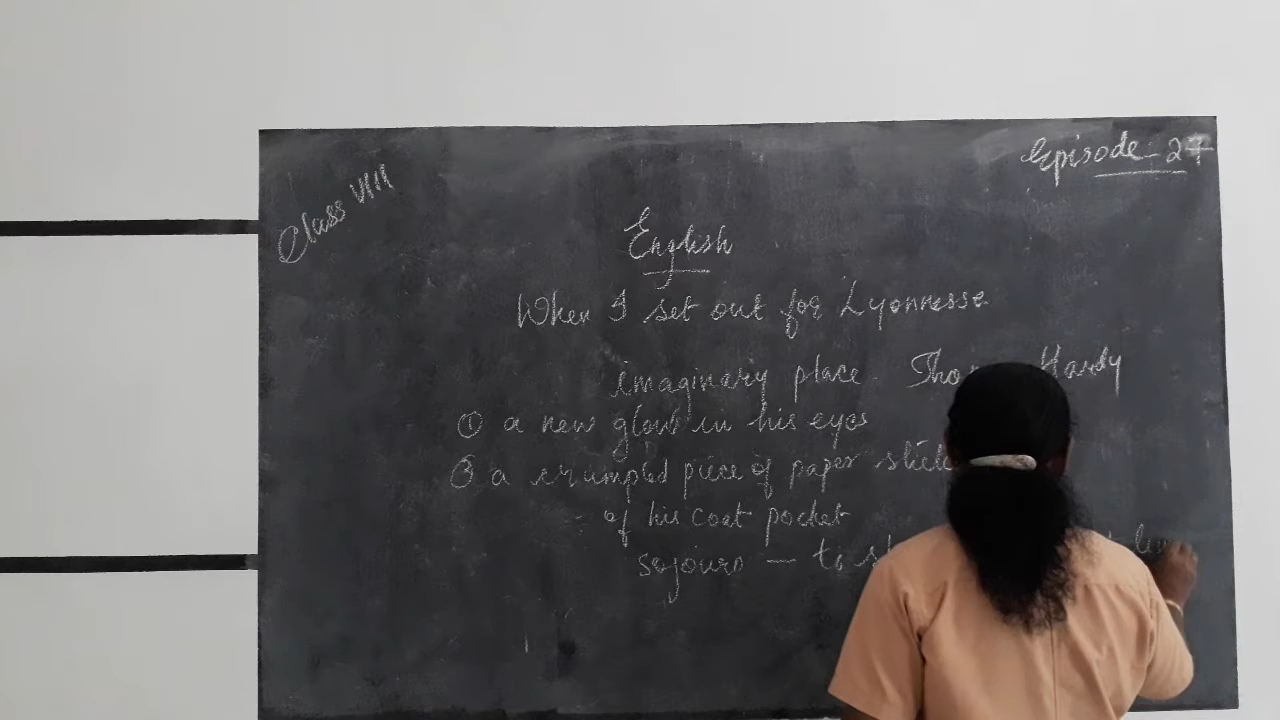 Class VIII
Episode - 27
English
When I set out for Lyonnesse
imaginary place. Hardy
① a new glow in his eyes
② a crumpled piece of paper
of his coat pocket
sojourn — to